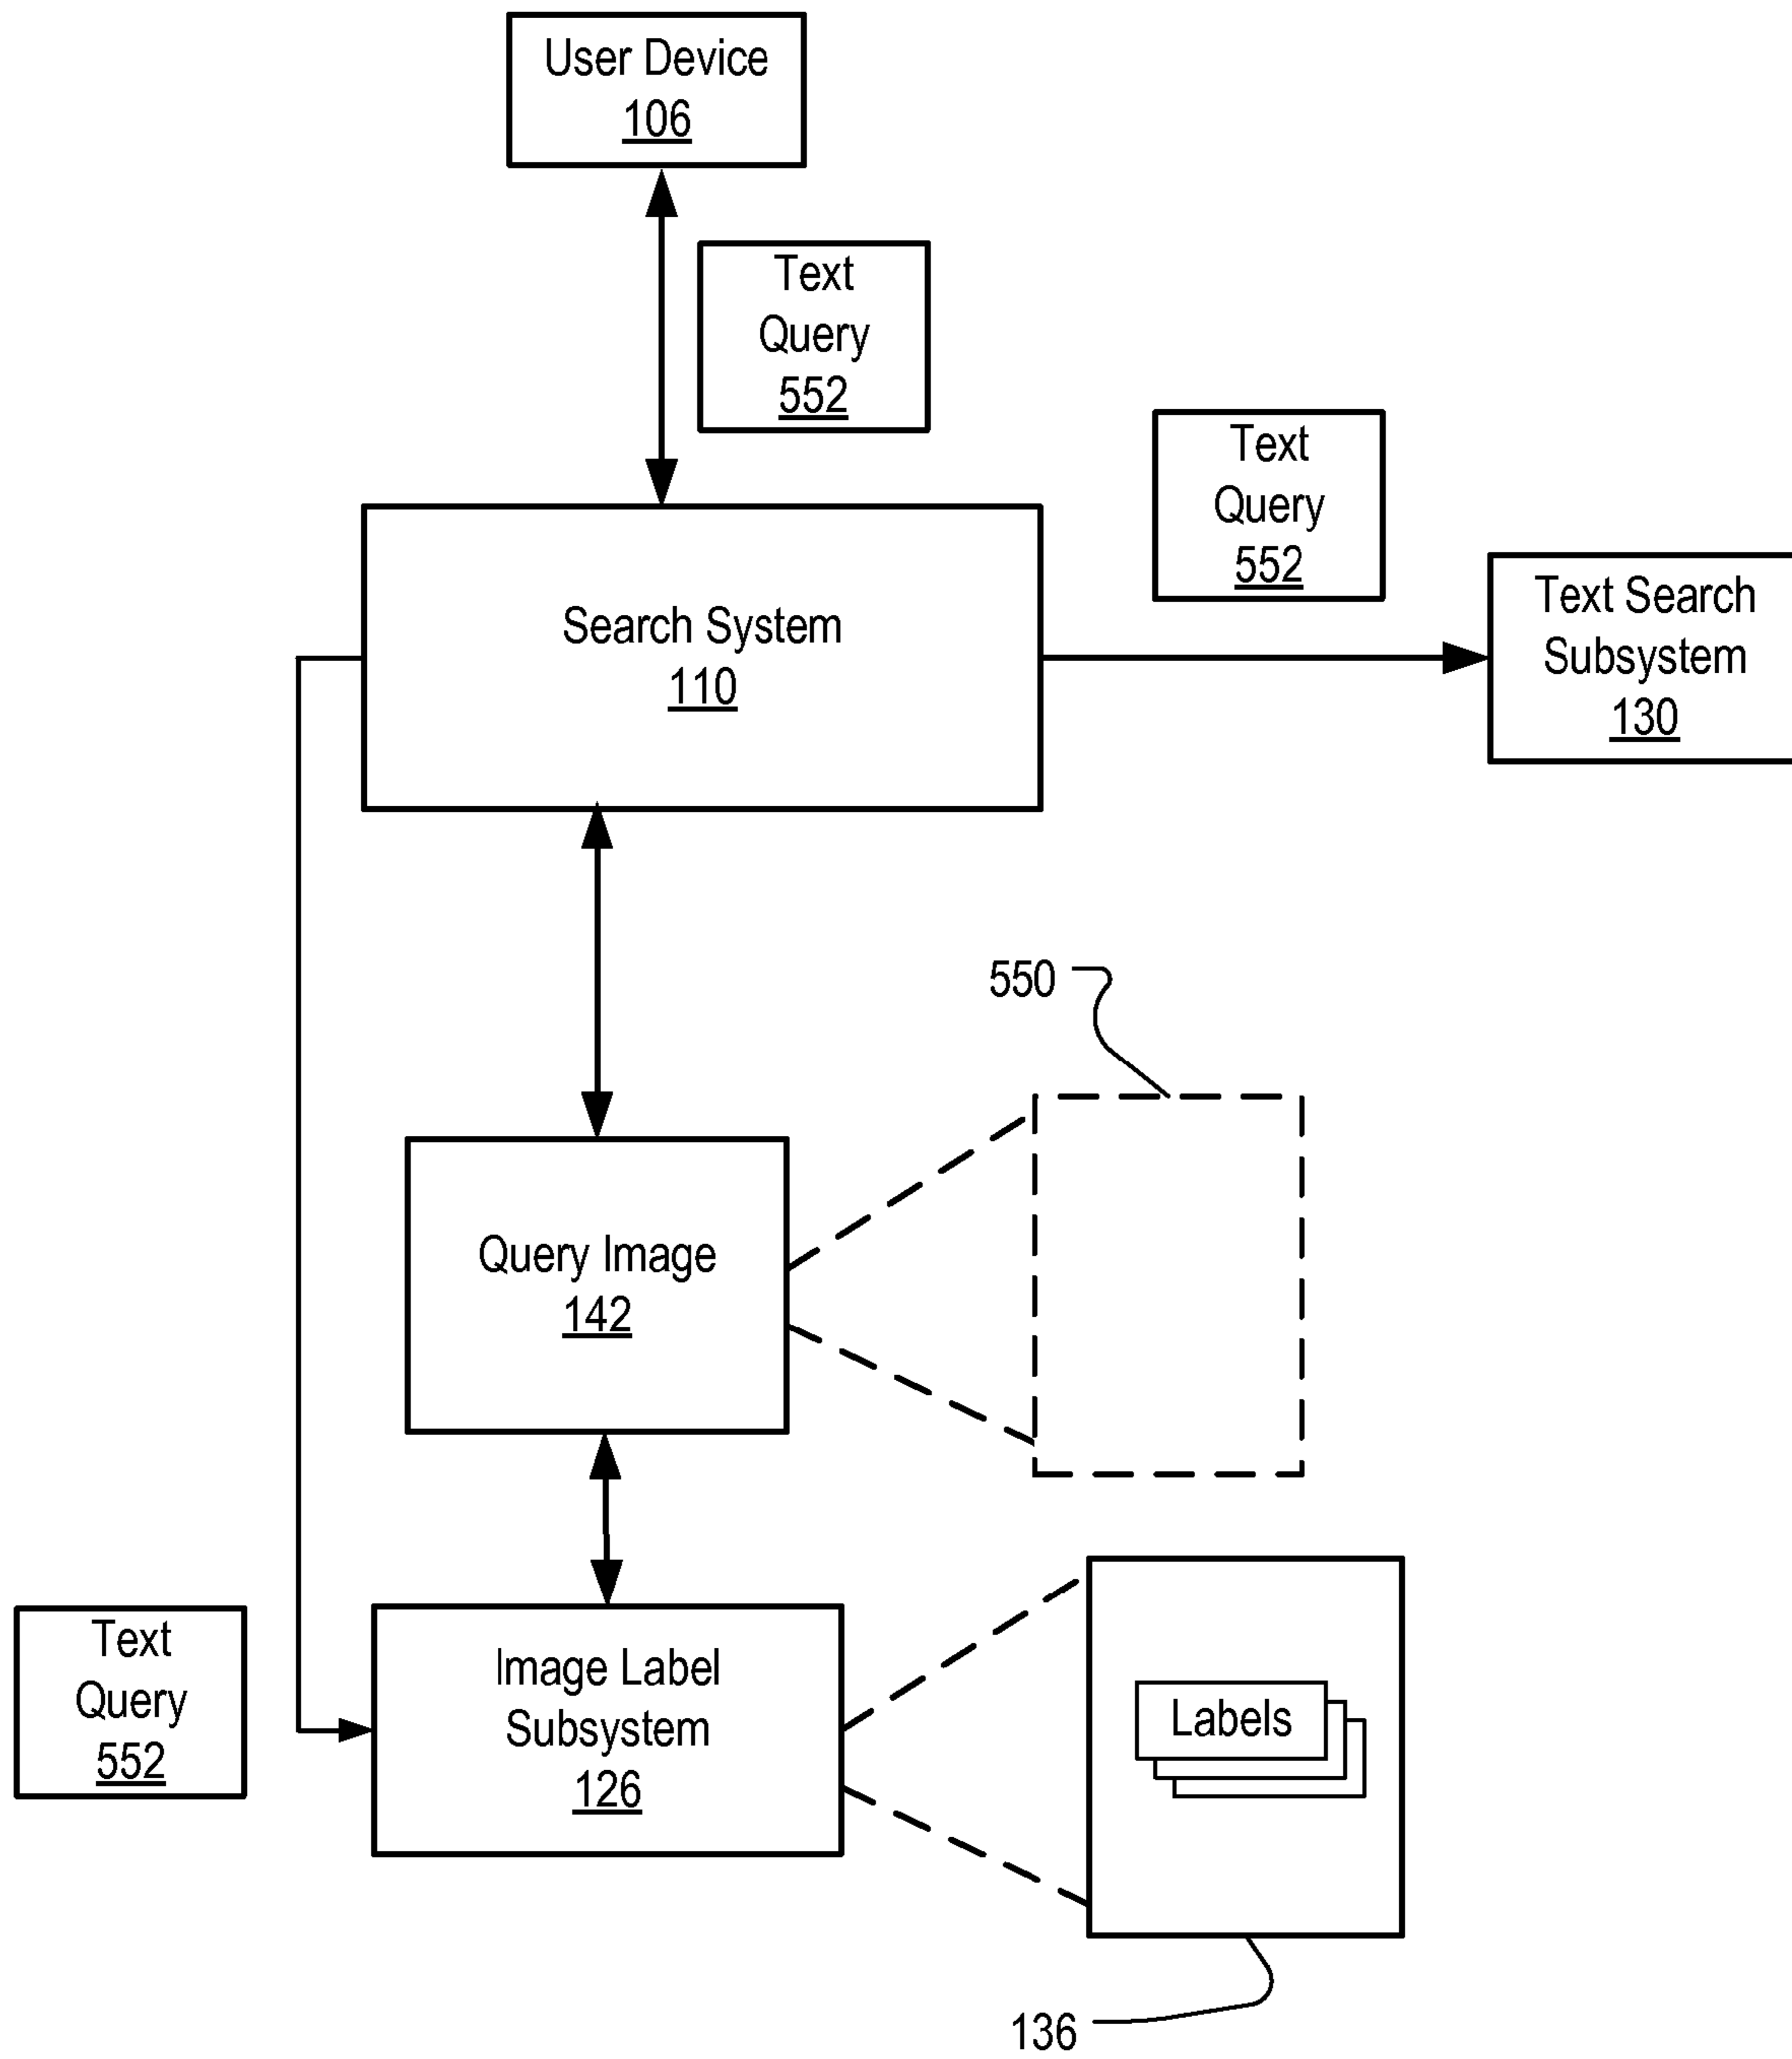 User Device
106
Text
Query
552
Text
Query
552
Search System
110
Text Search
Subsystem
130
550
Query Image
142
Text
Query
552
Image Label
Subsystem
126
Labels
136